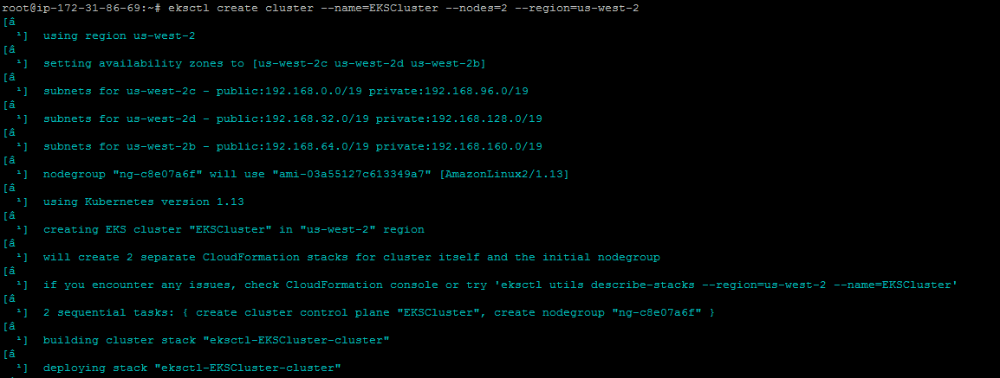 root@ip-172-31-86-69:~# eksctl create cluster --name=EKSCluster --nodes=2 --region=us-west-2
[â
¹]  using region us-west-2
[â
¹]  setting availability zones to [us-west-2c us-west-2d us-west-2b]
[â
¹]  subnets for us-west-2c - public:192.168.0.0/19 private:192.168.96.0/19
[â
¹]  subnets for us-west-2d - public:192.168.32.0/19 private:192.168.128.0/19
[â
¹]  subnets for us-west-2b - public:192.168.64.0/19 private:192.168.160.0/19
[â
¹]  nodegroup "ng-c8e07a6f" will use "ami-03a55127c613349a7" [AmazonLinux2/1.13]
[â
¹]  using Kubernetes version 1.13
[â
¹]  creating EKS cluster "EKSCluster" in "us-west-2" region
[â
¹]  will create 2 separate CloudFormation stacks for cluster itself and the initial nodegroup
[â
¹]  if you encounter any issues, check CloudFormation console or try 'eksctl utils describe-stacks --region=us-west-2 --name=EKSCluster'
[â
¹]  2 sequential tasks: { create cluster control plane "EKSCluster", create nodegroup "ng-c8e07a6f" }
[â
¹]  building cluster stack "eksctl-EKSCluster-cluster"
[â
¹]  deploying stack "eksctl-EKSCluster-cluster"